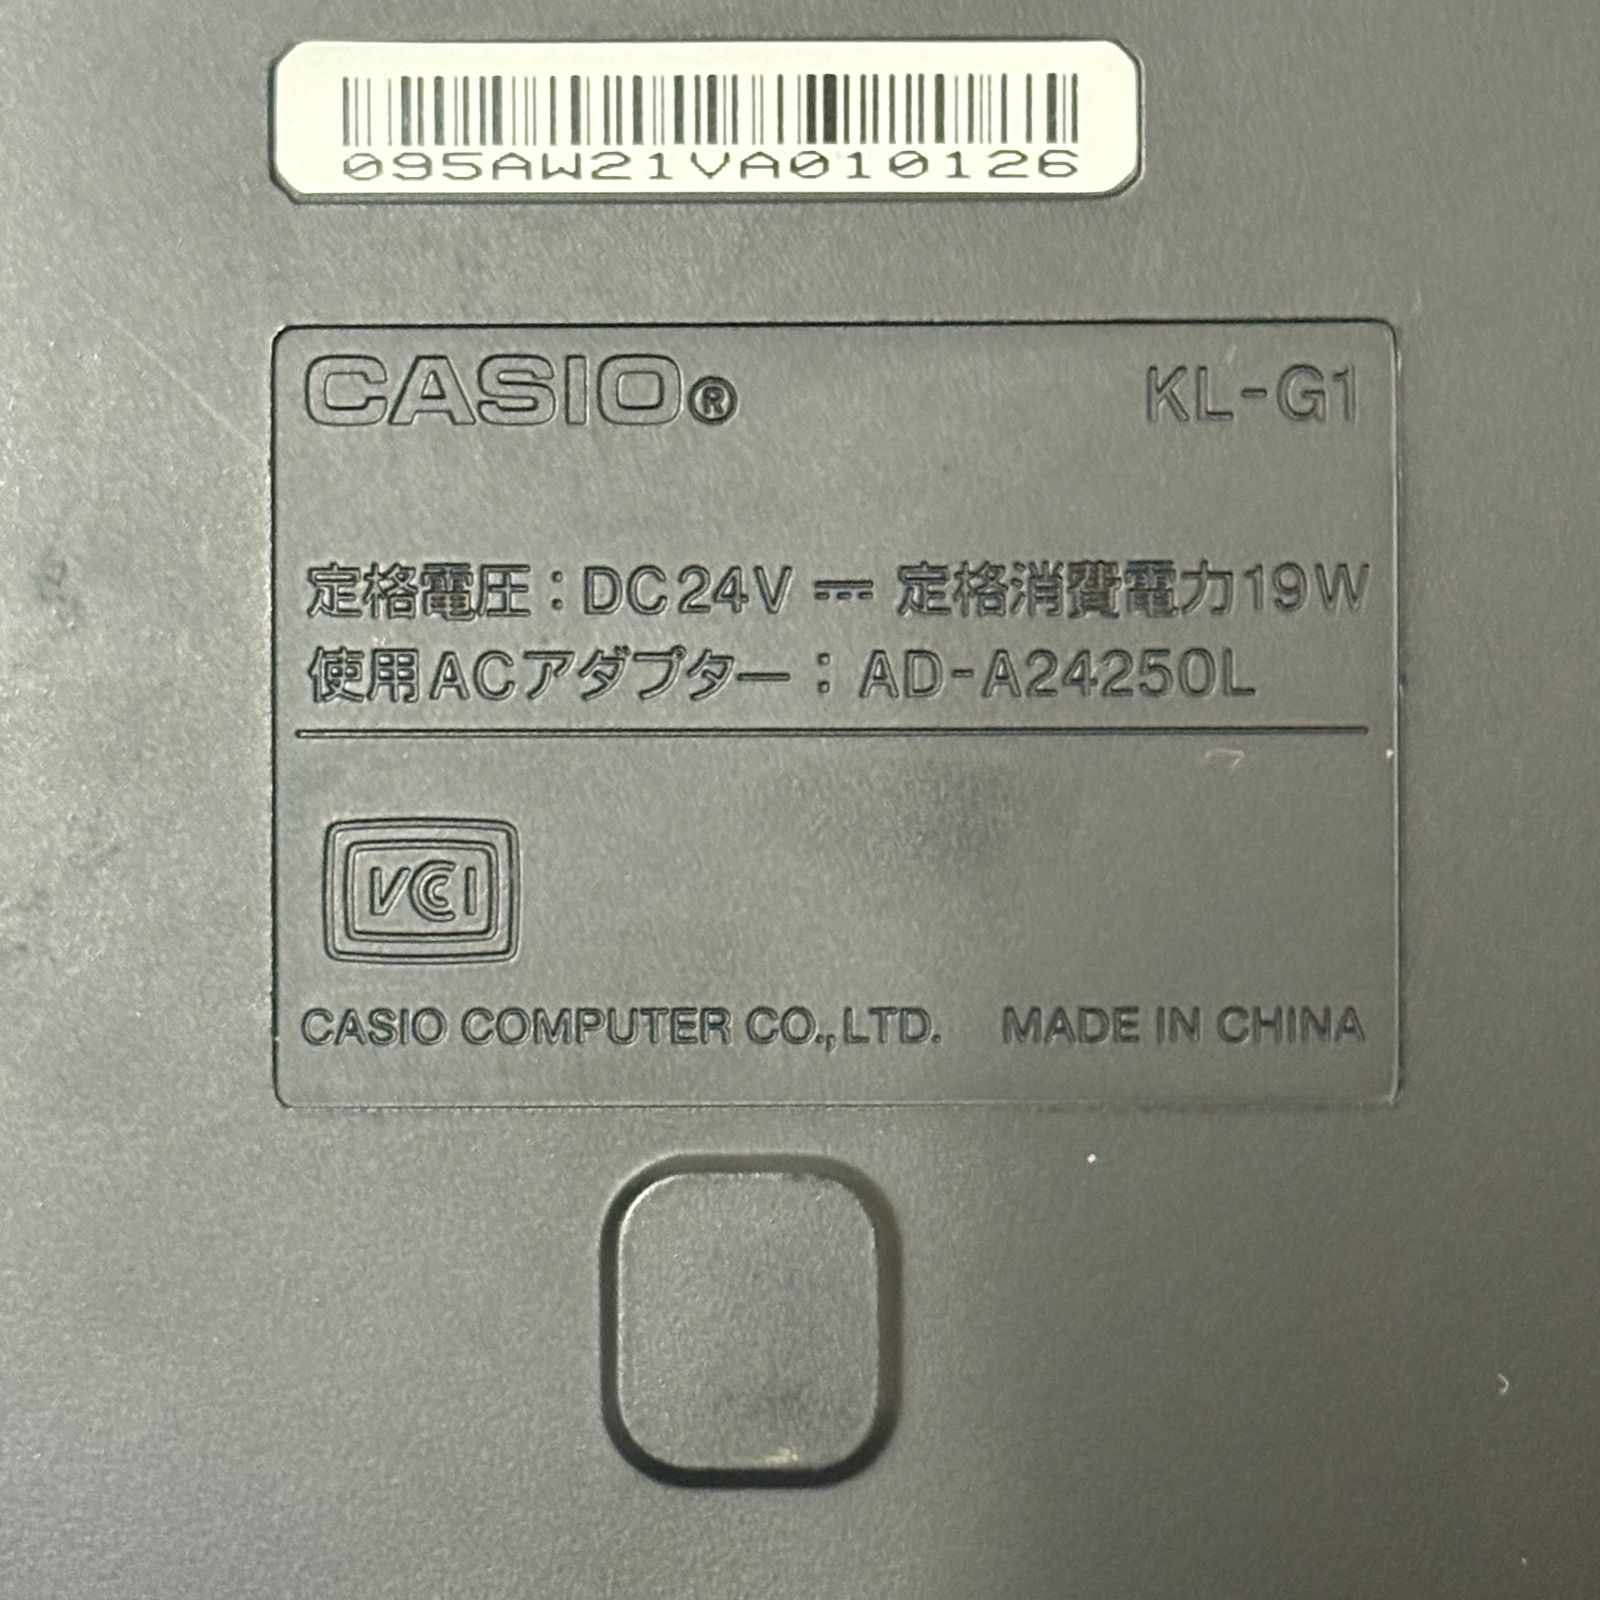 095AW21VA010126
CASIO® KL-G1
定格電圧：DC24V ⎓ 定格消費電力19W
使用ACアダプター：AD-A24250L
VCCI
CASIO COMPUTER CO.,LTD. MADE IN CHINA